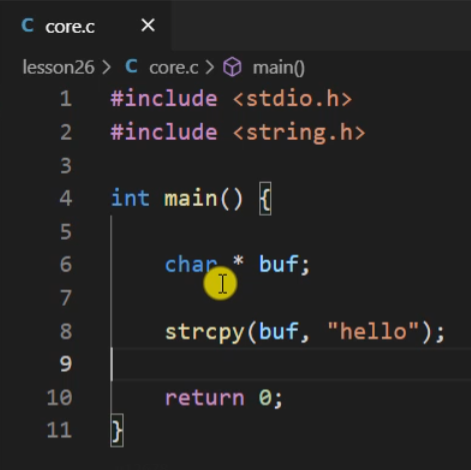 C core.c ×
lesson26 > C core.c > main()
1 #include <stdio.h>
2 #include <string.h>
3
4 int main() {
5
6     char * buf;
7
8     strcpy(buf, "hello");
9
10     return 0;
11 }